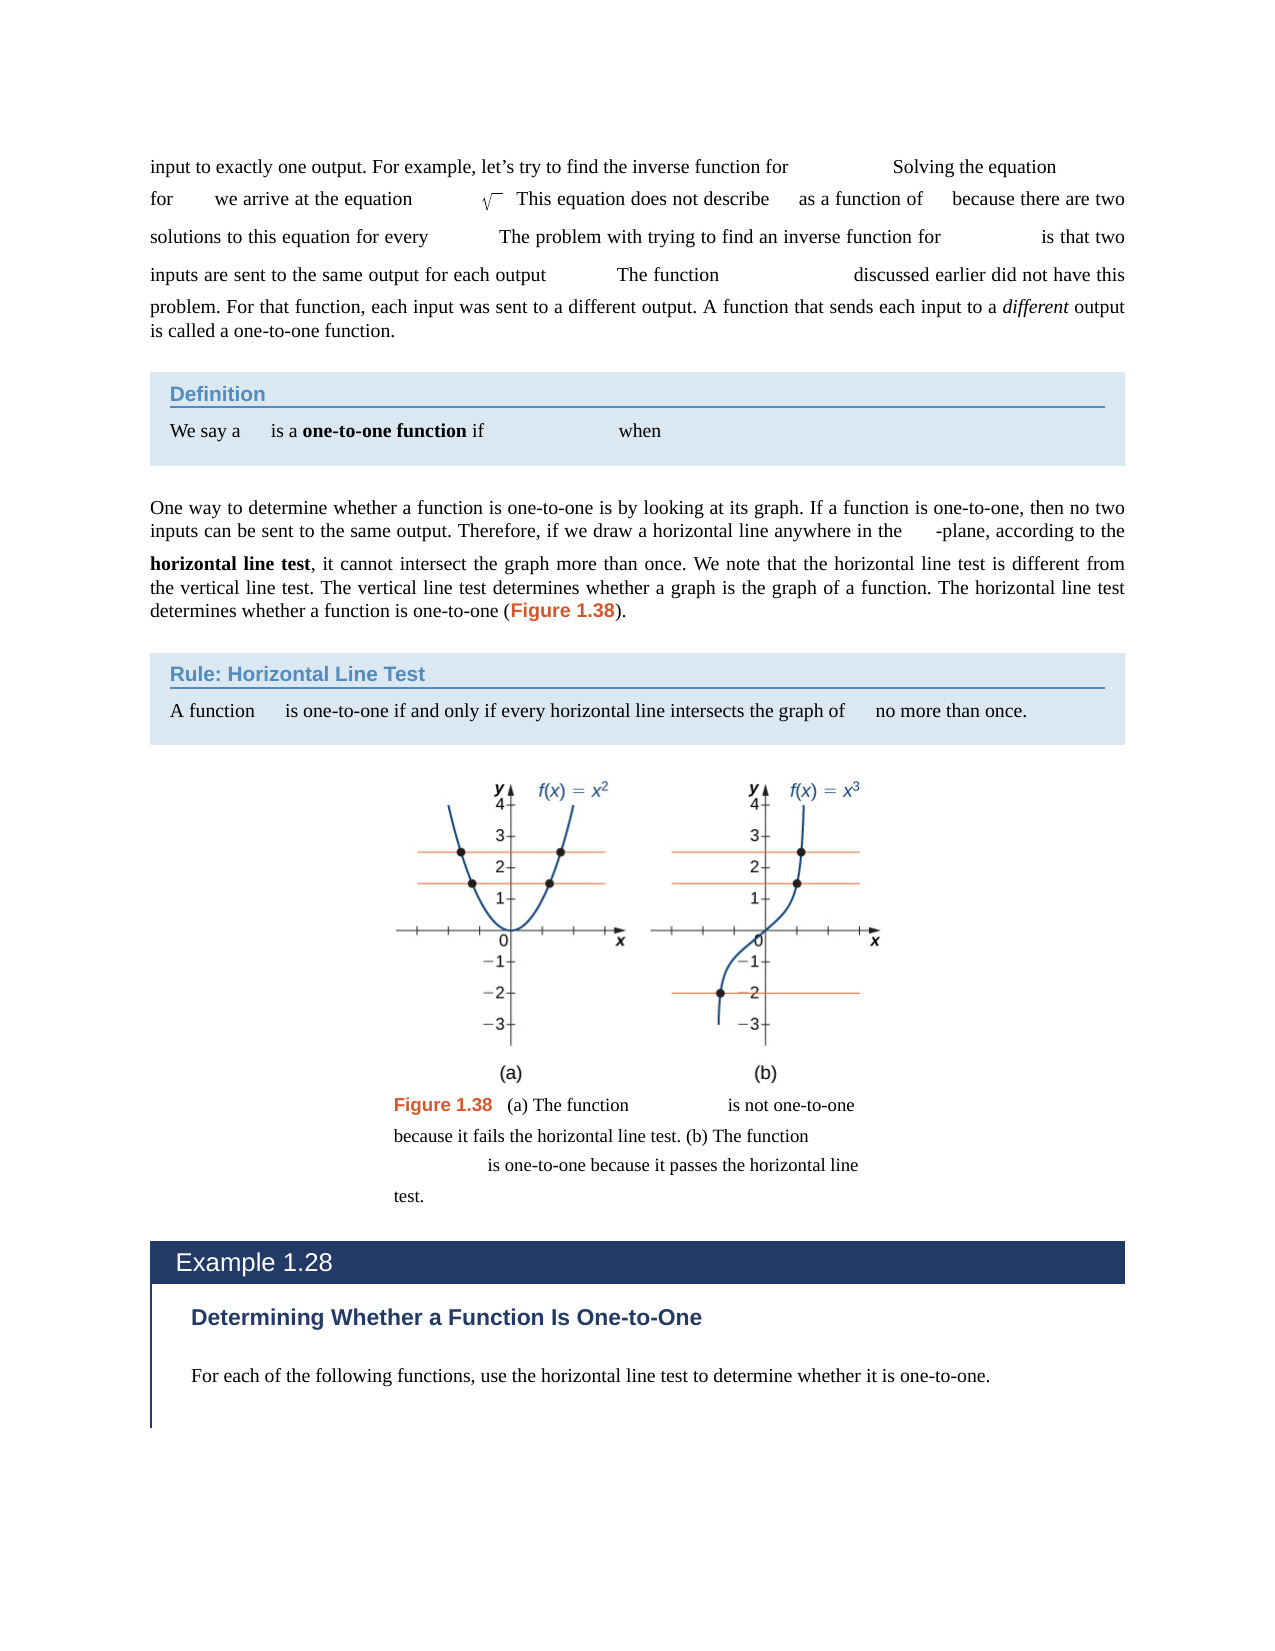 input to exactly one output. For example, let’s try to find the inverse function for Solving the equation
for we arrive at the equation √ This equation does not describe as a function of because there are two
solutions to this equation for every The problem with trying to find an inverse function for is that two
inputs are sent to the same output for each output The function discussed earlier did not have this
problem. For that function, each input was sent to a different output. A function that sends each input to a different output
is called a one-to-one function.
Definition
We say a is a one-to-one function if when
One way to determine whether a function is one-to-one is by looking at its graph. If a function is one-to-one, then no two
inputs can be sent to the same output. Therefore, if we draw a horizontal line anywhere in the -plane, according to the
horizontal line test, it cannot intersect the graph more than once. We note that the horizontal line test is different from
the vertical line test. The vertical line test determines whether a graph is the graph of a function. The horizontal line test
determines whether a function is one-to-one (Figure 1.38).
Rule: Horizontal Line Test
A function is one-to-one if and only if every horizontal line intersects the graph of no more than once.
y f(x) = x²
4
3
2
1
0 x
−1
−2
−3
(a)
y f(x) = x³
4
3
2
1
0 x
−1
−2
−3
(b)
Figure 1.38 (a) The function is not one-to-one
because it fails the horizontal line test. (b) The function
is one-to-one because it passes the horizontal line
test.
Example 1.28
Determining Whether a Function Is One-to-One
For each of the following functions, use the horizontal line test to determine whether it is one-to-one.